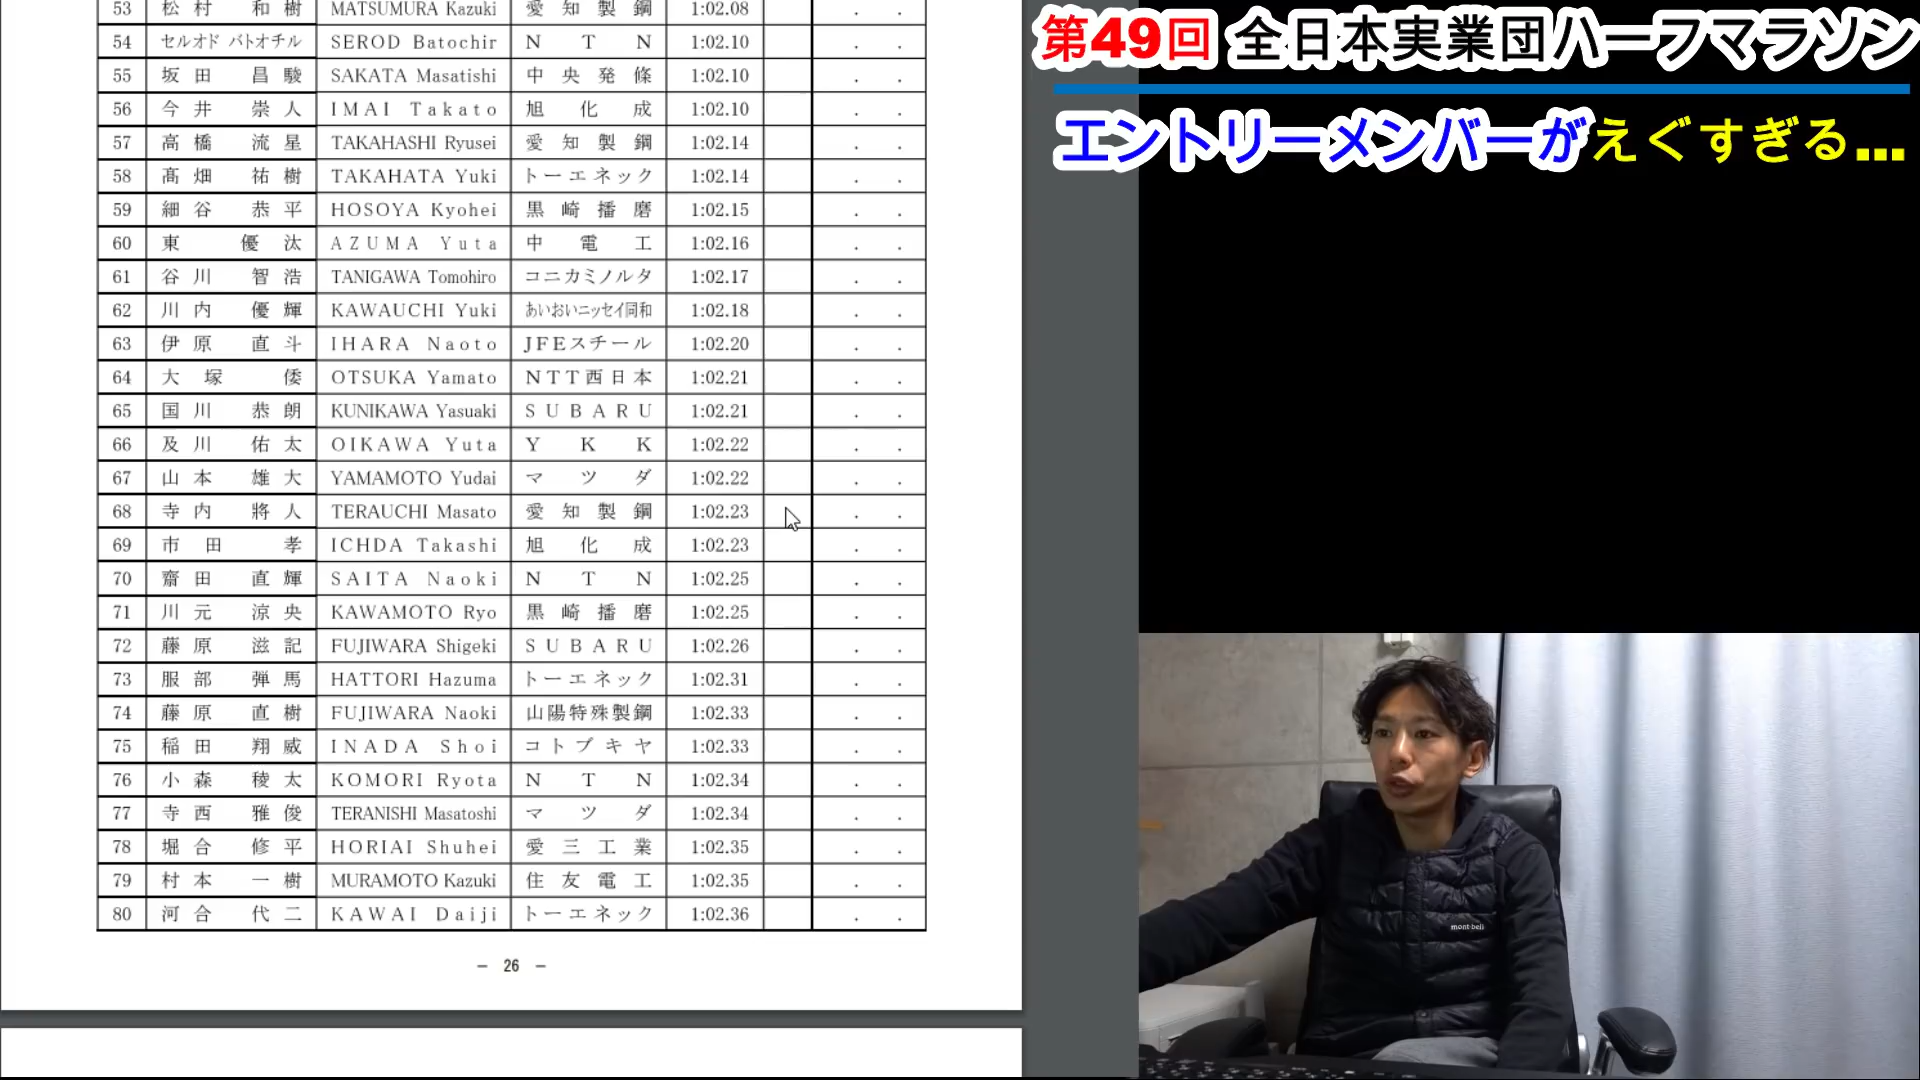 第49回 全日本実業団ハーフマラソン
エントリーメンバーがえぐすぎる...
53 松村 和樹 MATSUMURA Kazuki 愛知製鋼 1:02.08 . .
54 セルオド バトオチル SEROD Batochir NTN 1:02.10 . .
55 坂田 昌駿 SAKATA Masatishi 中央発條 1:02.10 . .
56 今井 崇人 IMAI Takato 旭化成 1:02.10 . .
57 高橋 流星 TAKAHASHI Ryusei 愛知製鋼 1:02.14 . .
58 髙畑 祐樹 TAKAHATA Yuki トーエネック 1:02.14 . .
59 細谷 恭平 HOSOYA Kyohei 黒崎播磨 1:02.15 . .
60 東 優汰 AZUMA Yuta 中電工 1:02.16 . .
61 谷川 智浩 TANIGAWA Tomohiro コニカミノルタ 1:02.17 . .
62 川内 優輝 KAWAUCHI Yuki あいおいニッセイ同和 1:02.18 . .
63 伊原 直斗 IHARA Naoto JFEスチール 1:02.20 . .
64 大塚 倭 OTSUKA Yamato NTT西日本 1:02.21 . .
65 国川 恭朗 KUNIKAWA Yasuaki SUBARU 1:02.21 . .
66 及川 佑太 OIKAWA Yuta YKK 1:02.22 . .
67 山本 雄大 YAMAMOTO Yudai マツダ 1:02.22 . .
68 寺内 將人 TERAUCHI Masato 愛知製鋼 1:02.23 . .
69 市田 孝 ICHDA Takashi 旭化成 1:02.23 . .
70 齋田 直輝 SAITA Naoki NTN 1:02.25 . .
71 川元 涼央 KAWAMOTO Ryo 黒崎播磨 1:02.25 . .
72 藤原 滋記 FUJIWARA Shigeki SUBARU 1:02.26 . .
73 服部 弾馬 HATTORI Hazuma トーエネック 1:02.31 . .
74 藤原 直樹 FUJIWARA Naoki 山陽特殊製鋼 1:02.33 . .
75 稲田 翔威 INADA Shoi コトブキヤ 1:02.33 . .
76 小森 稜太 KOMORI Ryota NTN 1:02.34 . .
77 寺西 雅俊 TERANISHI Masatoshi マツダ 1:02.34 . .
78 堀合 修平 HORIAI Shuhei 愛三工業 1:02.35 . .
79 村本 一樹 MURAMOTO Kazuki 住友電工 1:02.35 . .
80 河合 代二 KAWAI Daiji トーエネック 1:02.36 . .
− 26 −
mont-bell